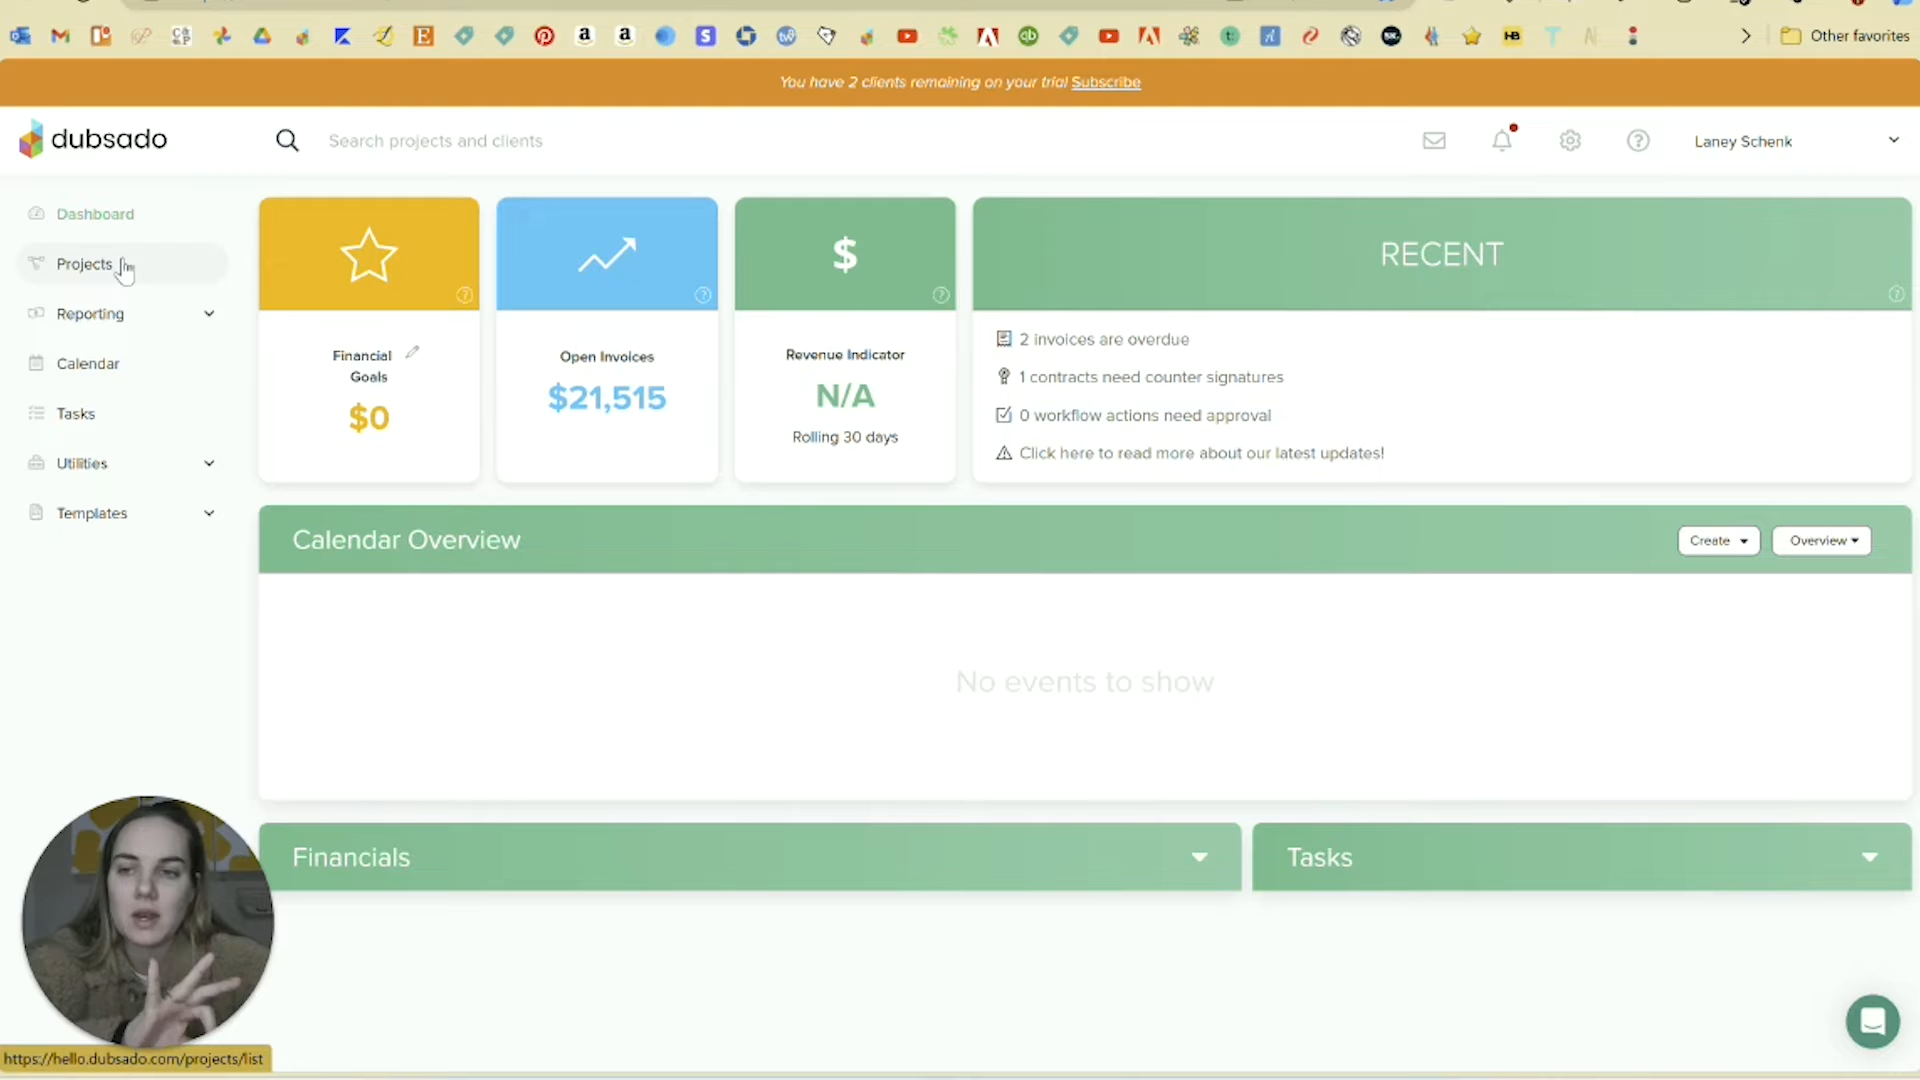 Other favorites
You have 2 clients remaining on your trial Subscribe
dubsado
Search projects and clients
Laney Schenk
Dashboard
Projects
Reporting
Calendar
Tasks
Utilities
Templates
Financial
Goals
$0
Open Invoices
$21,515
$
Revenue Indicator
N/A
Rolling 30 days
RECENT
2 invoices are overdue
1 contracts need counter signatures
0 workflow actions need approval
Click here to read more about our latest updates!
Calendar Overview
Create
Overview
No events to show
Financials
Tasks
https://hello.dubsado.com/projects/list